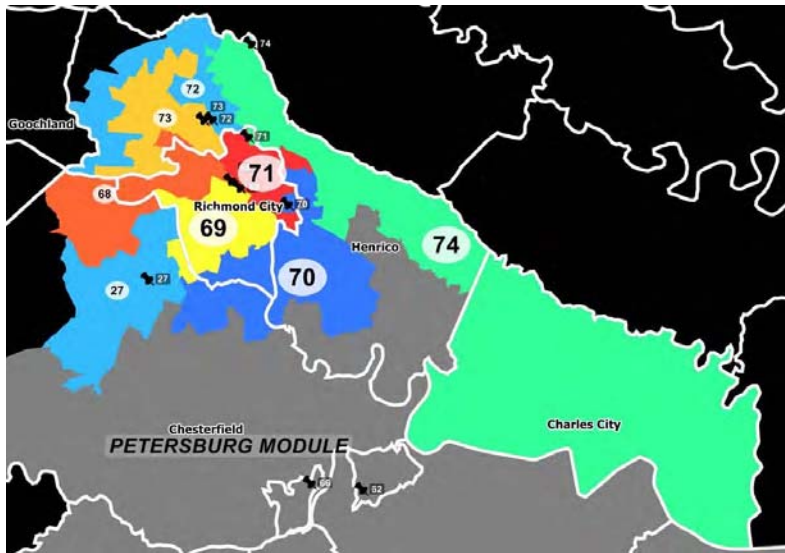 74
72
73
72
Goochland
73
71
71
68
Richmond City
70
69
Henrico
74
70
27
27
Chesterfield
Charles City
PETERSBURG MODULE
62